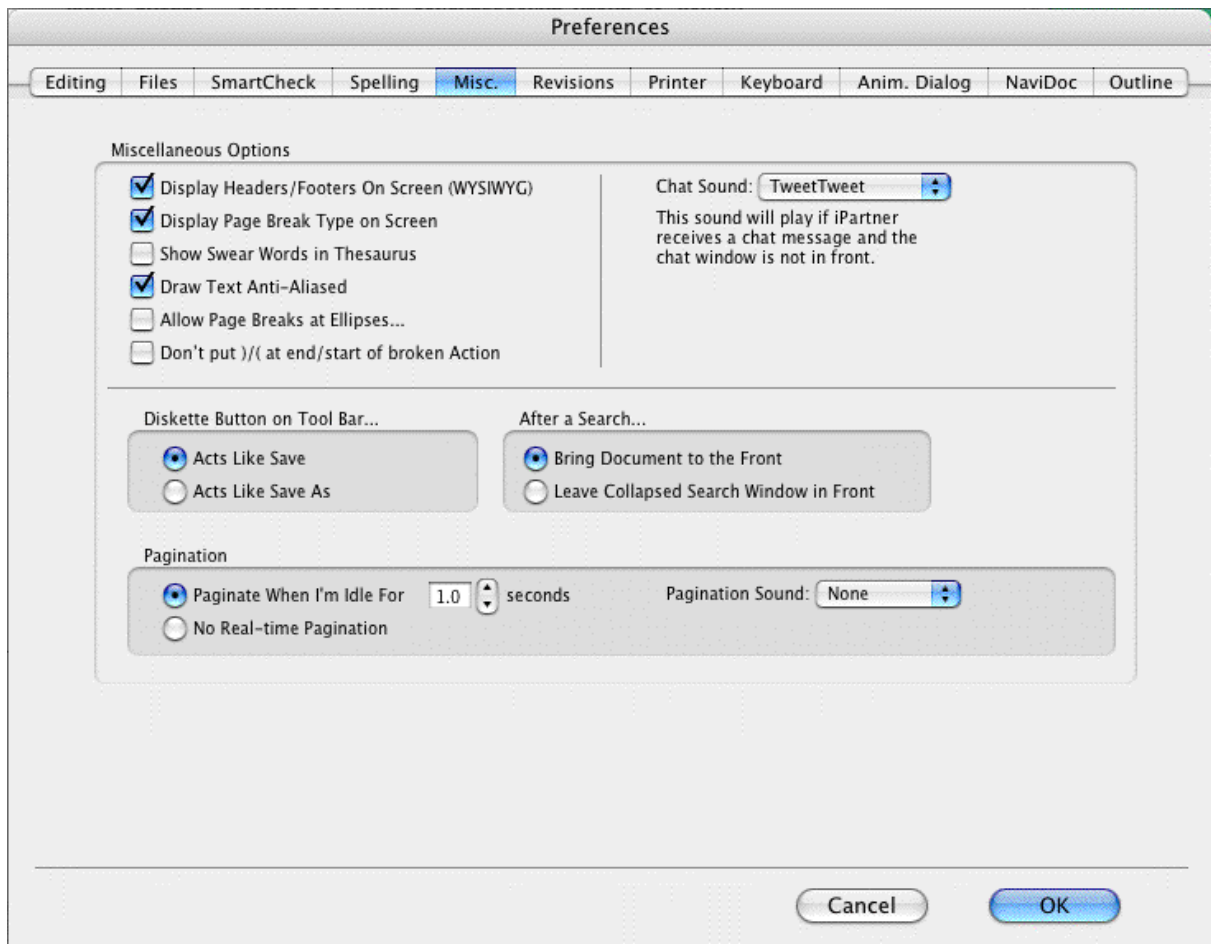 Preferences
Editing Files SmartCheck Spelling Misc. Revisions Printer Keyboard Anim. Dialog NaviDoc Outline
Miscellaneous Options
Display Headers/Footers On Screen (WYSIWYG)
Display Page Break Type on Screen
Show Swear Words in Thesaurus
Draw Text Anti-Aliased
Allow Page Breaks at Ellipses...
Don't put )/( at end/start of broken Action
Chat Sound: TweetTweet
This sound will play if iPartner
receives a chat message and the
chat window is not in front.
Diskette Button on Tool Bar...
Acts Like Save
Acts Like Save As
After a Search...
Bring Document to the Front
Leave Collapsed Search Window in Front
Pagination
Paginate When I'm Idle For 1.0 seconds
No Real-time Pagination
Pagination Sound: None
Cancel OK